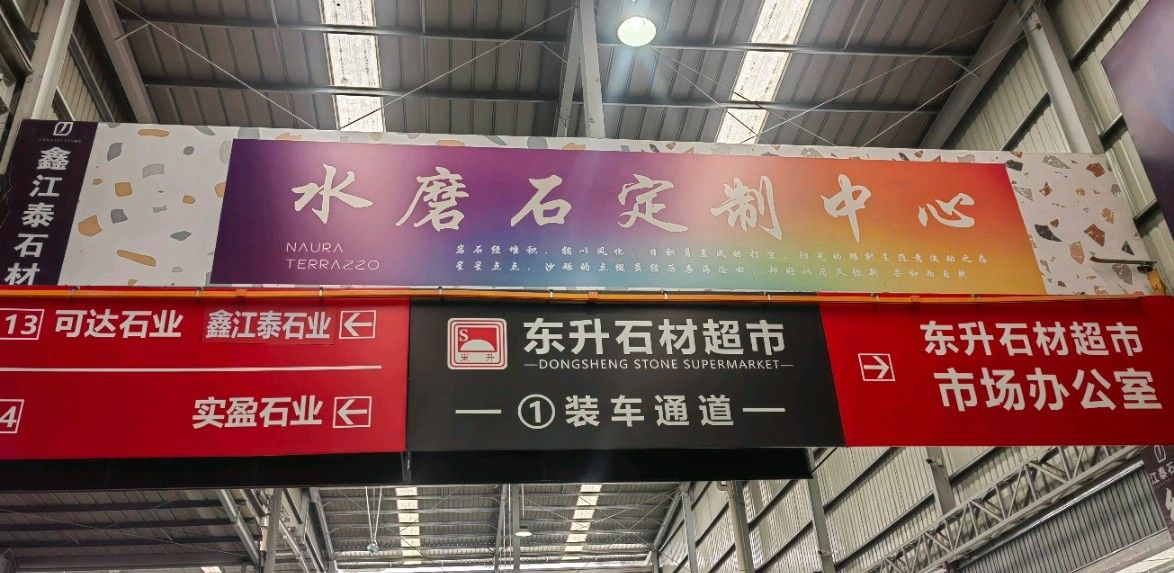 鑫江泰石材
水磨石定制中心
NAURA
TERRAZZO
13 可达石业 鑫江泰石业
4 实盈石业
S
東升
东升石材超市
—DONGSHENG STONE SUPERMARKET—
—①装车通道—
东升石材超市
市场办公室